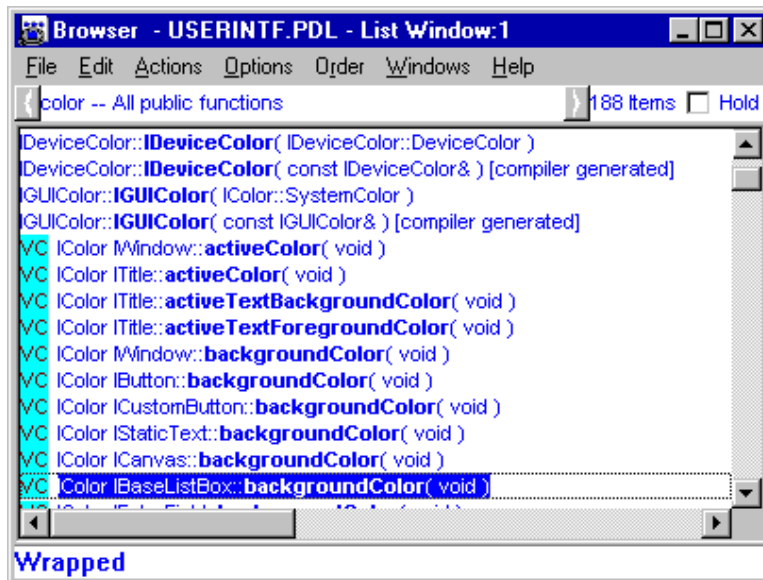 Browser - USERINTF.PDL - List Window:1
File Edit Actions Options Order Windows Help
color -- All public functions 188 Items Hold
IDeviceColor::IDeviceColor( IDeviceColor::DeviceColor )
IDeviceColor::IDeviceColor( const IDeviceColor& ) [compiler generated]
IGUIColor::IGUIColor( IColor::SystemColor )
IGUIColor::IGUIColor( const IGUIColor& ) [compiler generated]
VC IColor IWindow::activeColor( void )
VC IColor ITitle::activeColor( void )
VC IColor ITitle::activeTextBackgroundColor( void )
VC IColor ITitle::activeTextForegroundColor( void )
VC IColor IWindow::backgroundColor( void )
VC IColor IButton::backgroundColor( void )
VC IColor ICustomButton::backgroundColor( void )
VC IColor IStaticText::backgroundColor( void )
VC IColor ICanvas::backgroundColor( void )
VC IColor IBaseListBox::backgroundColor( void )
Wrapped